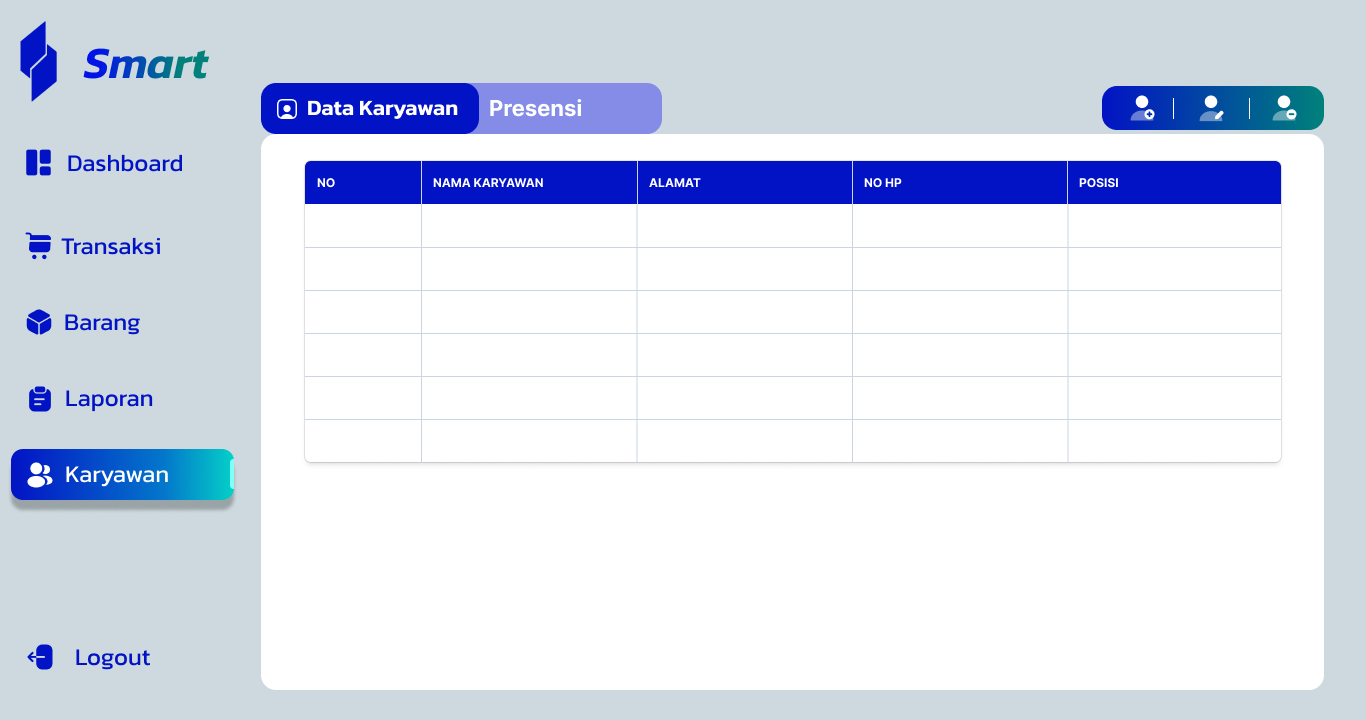 Smart
Dashboard
Transaksi
Barang
Laporan
Karyawan
Logout
Data Karyawan
Presensi
NO
NAMA KARYAWAN
ALAMAT
NO HP
POSISI